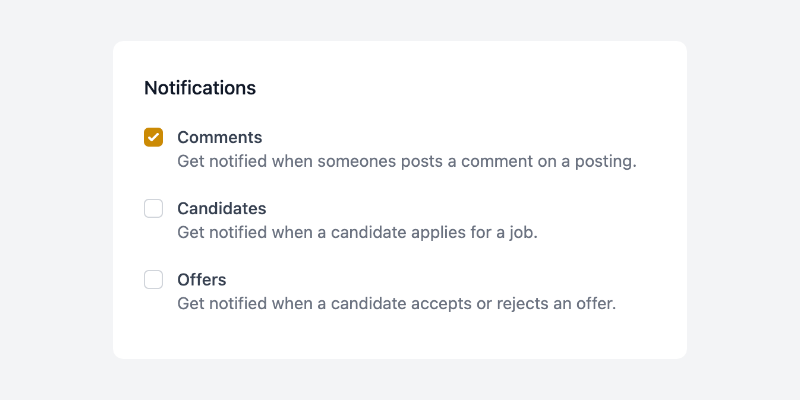 Notifications
Comments
Get notified when someones posts a comment on a posting.
Candidates
Get notified when a candidate applies for a job.
Offers
Get notified when a candidate accepts or rejects an offer.